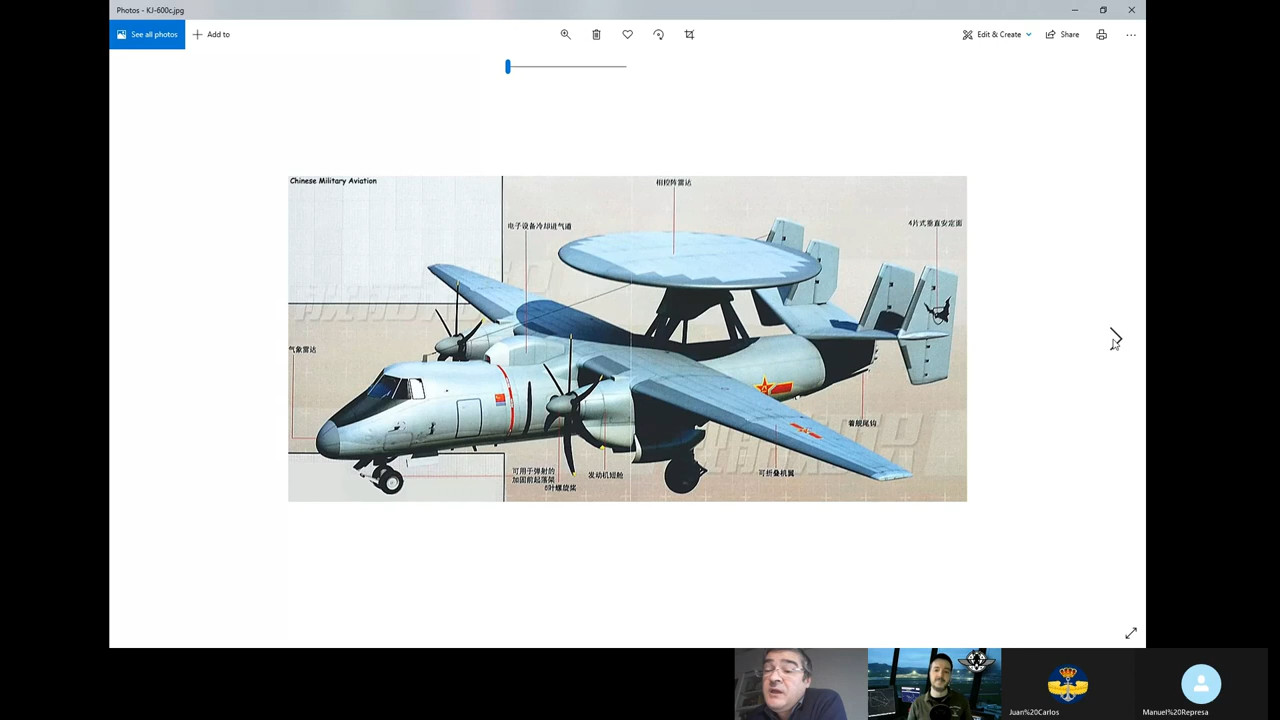 Photos - KJ-600c.jpg
See all photos
Add to
Edit & Create
Share
Chinese Military Aviation
相控阵雷达
电子设备冷却进气道
4片式垂直安定面
气象雷达
着舰尾钩
可用于弹射的
加固前起落架
6叶螺旋桨
发动机短舱
可折叠机翼
Juan%20Carlos
Manuel%20Represa